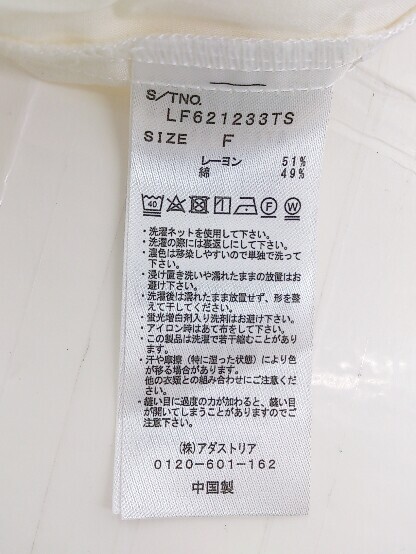 S/TNO.
LF621233TS
SIZE F
レーヨン 51%
綿 49%
40 F W
・洗濯ネットを使用して下さい。
・洗濯の際には裏返しにして下さい。
・濃色は移染しやすいので単独で洗って
下さい。
・浸け置き洗いや濡れたままの放置はお
避け下さい。
・洗濯後は濡れたまま放置せず、形を整
えて干してください。
・蛍光増白剤入り洗剤はお避け下さい。
・アイロン時はあて布をして下さい。
・この製品は洗濯で若干縮むことがあり
ます。
・汗や摩擦（特に湿った状態）により色
が移る場合があります。
他の衣類との組み合わせにご注意くだ
さい。
・縫い目に過度の力が加わると、縫い目
が開いてしまうことがありますのでご
注意下さい。
(株)アダストリア
0120-601-162
中国製